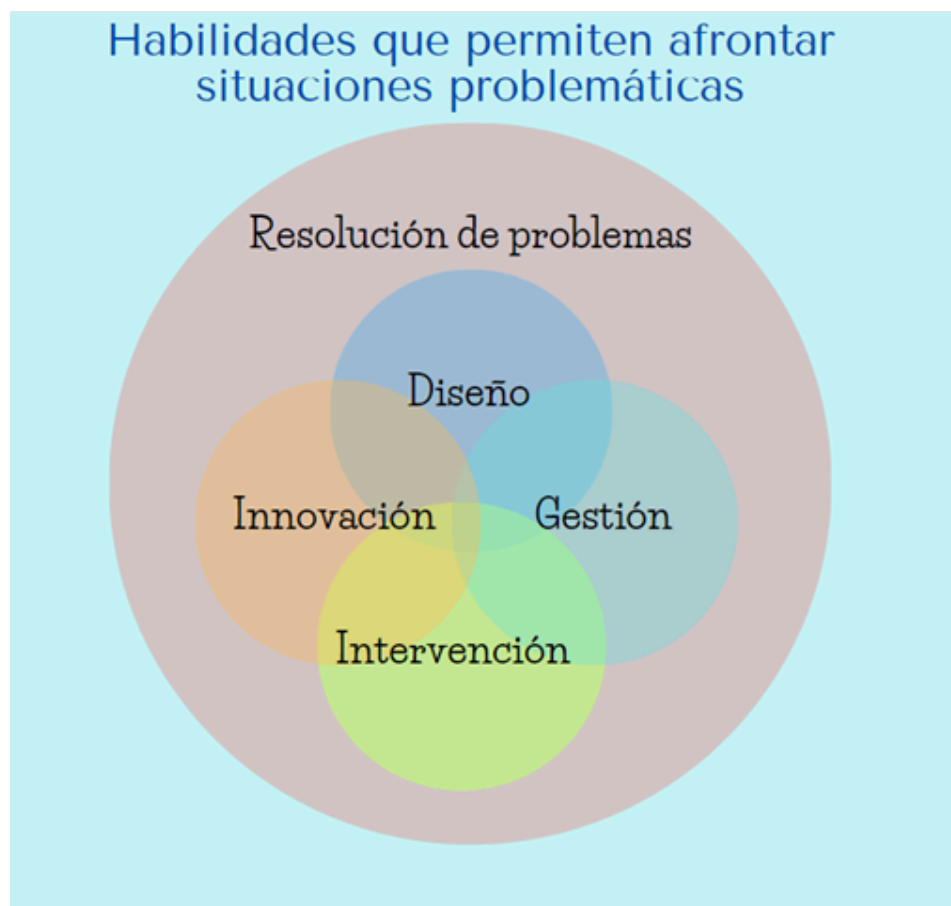 Habilidades que permiten afrontar
situaciones problemáticas
Resolución de problemas
Diseño
Innovación
Gestión
Intervención